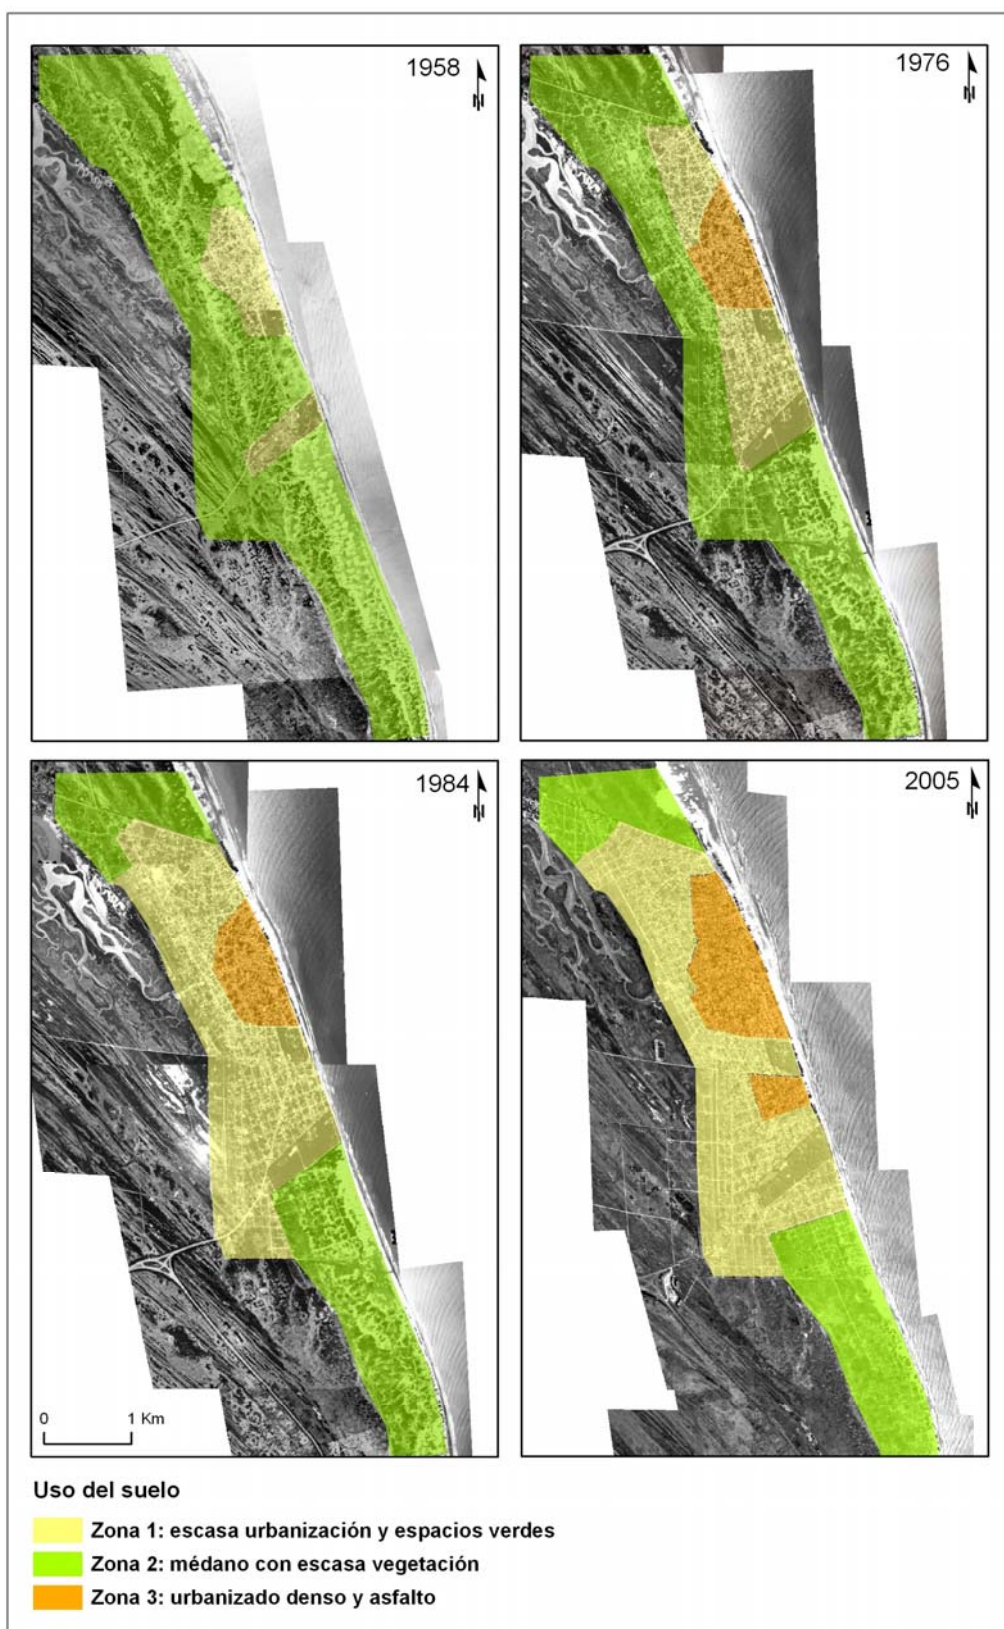 1958
N
1976
N
1984
N
2005
N
0 1 Km
Uso del suelo
Zona 1: escasa urbanización y espacios verdes
Zona 2: médano con escasa vegetación
Zona 3: urbanizado denso y asfalto